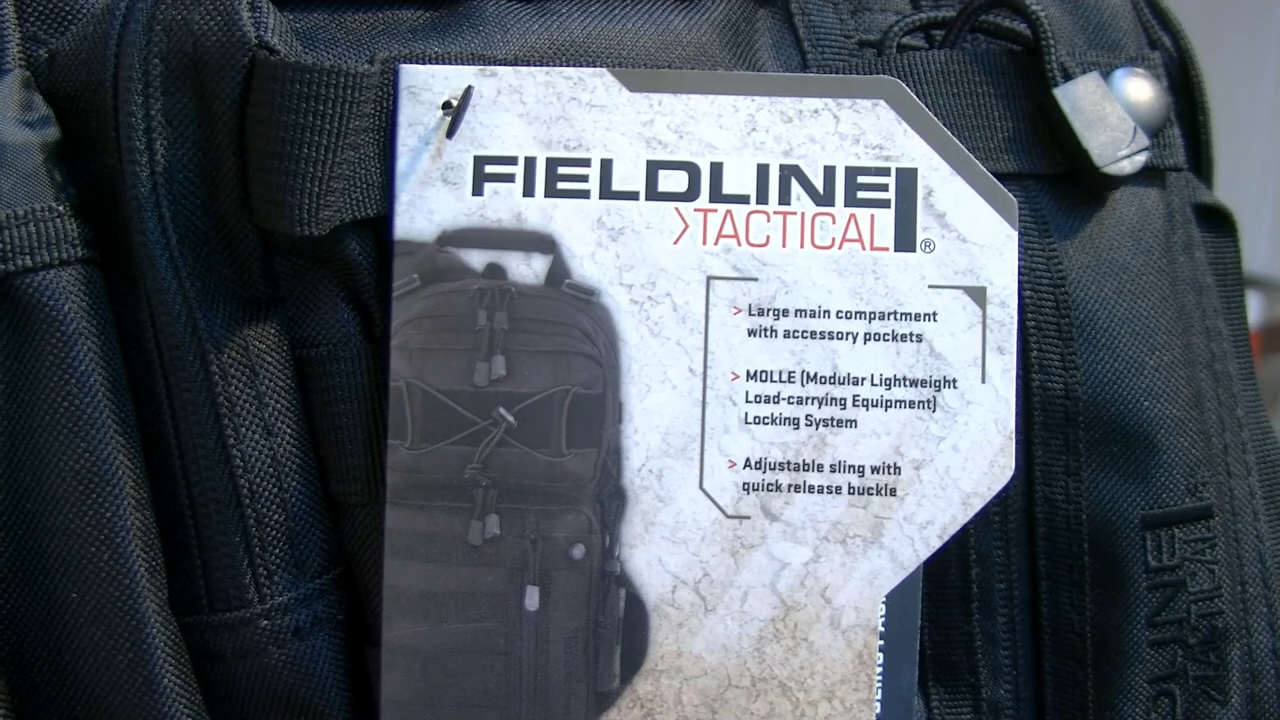 FIELDLINE
>TACTICAL
®
> Large main compartment
with accessory pockets
> MOLLE (Modular Lightweight
Load-carrying Equipment)
Locking System
> Adjustable sling with
quick release buckle